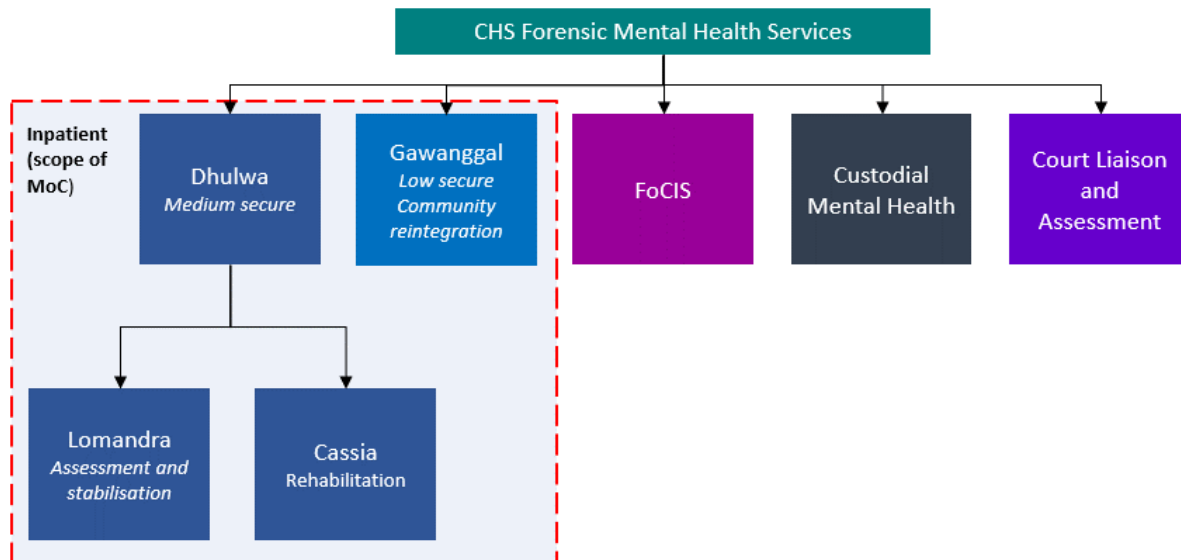 CHS Forensic Mental Health Services
Inpatient
(scope of
MoC)
Dhulwa
Medium secure
Gawanggal
Low secure
Community
reintegration
FoCIS
Custodial
Mental Health
Court Liaison
and
Assessment
Lomandra
Assessment and
stabilisation
Cassia
Rehabilitation